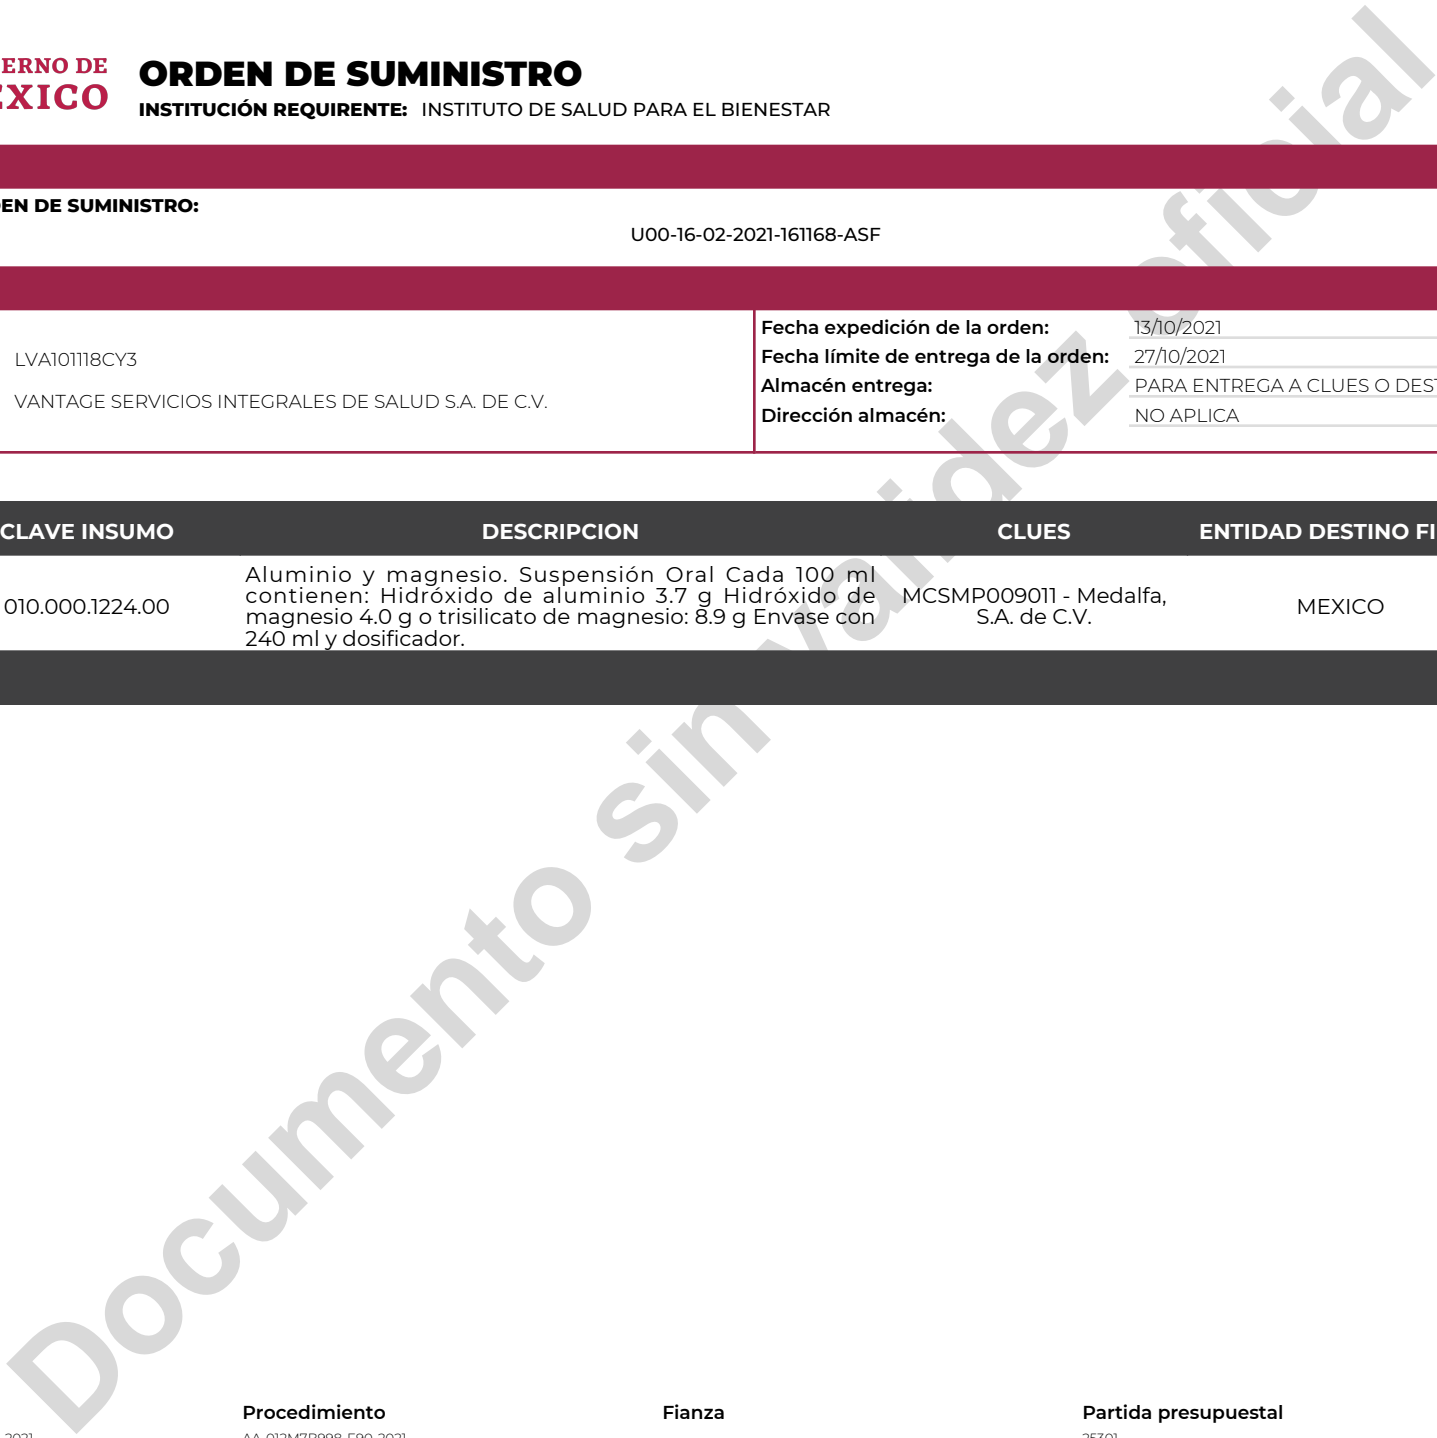 ERNO DE
ÉXICO
ORDEN DE SUMINISTRO
INSTITUCIÓN REQUIRENTE: INSTITUTO DE SALUD PARA EL BIENESTAR
EN DE SUMINISTRO:
U00-16-02-2021-161168-ASF
LVA101118CY3
VANTAGE SERVICIOS INTEGRALES DE SALUD S.A. DE C.V.
Fecha expedición de la orden: 13/10/2021
Fecha límite de entrega de la orden: 27/10/2021
Almacén entrega: PARA ENTREGA A CLUES O DEST
Dirección almacén: NO APLICA
CLAVE INSUMO DESCRIPCION CLUES ENTIDAD DESTINO FI
010.000.1224.00
Aluminio y magnesio. Suspensión Oral Cada 100 ml
contienen: Hidróxido de aluminio 3.7 g Hidróxido de
magnesio 4.0 g o trisilicato de magnesio: 8.9 g Envase con
240 ml y dosificador.
MCSMP009011 - Medalfa,
S.A. de C.V.
MEXICO
Documento sin validez oficial
Procedimiento Fianza Partida presupuestal